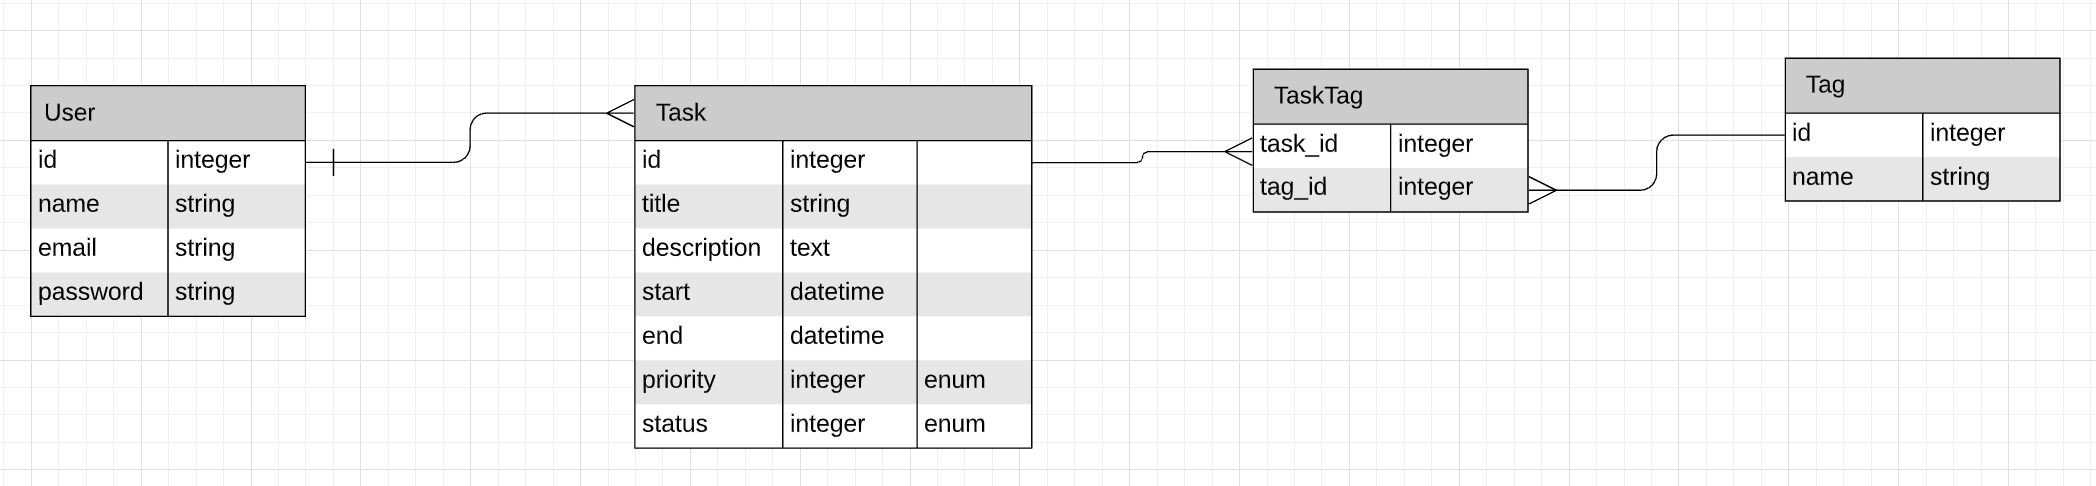 User
id integer
name string
email string
password string
Task
id integer
title string
description text
start datetime
end datetime
priority integer enum
status integer enum
TaskTag
task_id integer
tag_id integer
Tag
id integer
name string